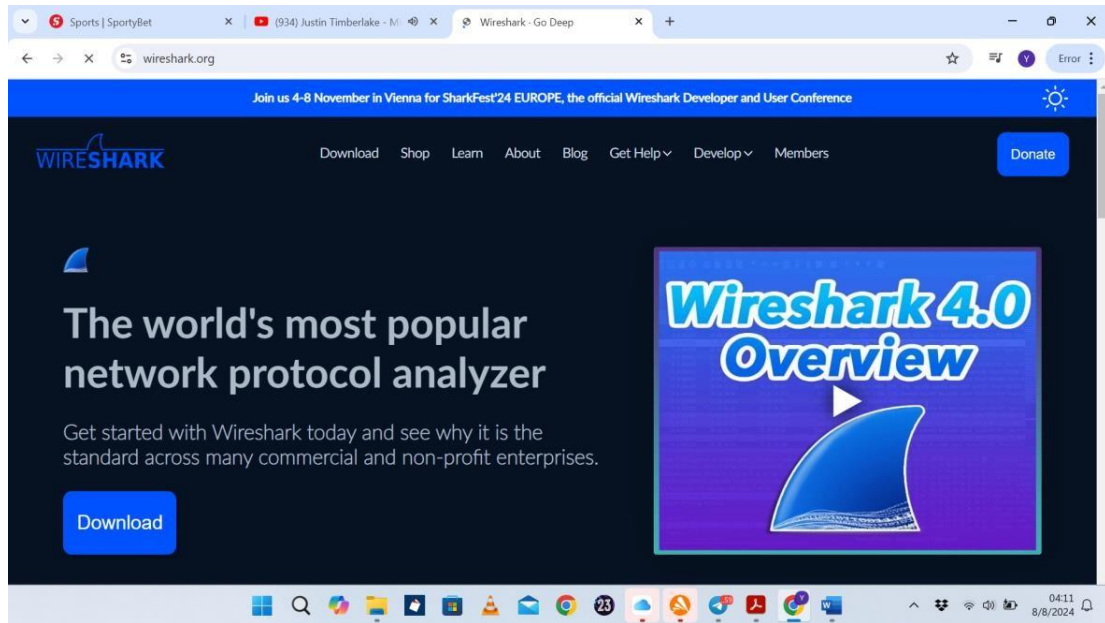 Sports | SportyBet
(934) Justin Timberlake - M
Wireshark · Go Deep
wireshark.org
Y
Error
Join us 4-8 November in Vienna for SharkFest'24 EUROPE, the official Wireshark Developer and User Conference
WIRESHARK
Download Shop Learn About Blog Get Help Develop Members
Donate
Wireshark 4.0
Overview
The world's most popular
network protocol analyzer
Get started with Wireshark today and see why it is the
standard across many commercial and non-profit enterprises.
Download
23
Y
04:11
8/8/2024